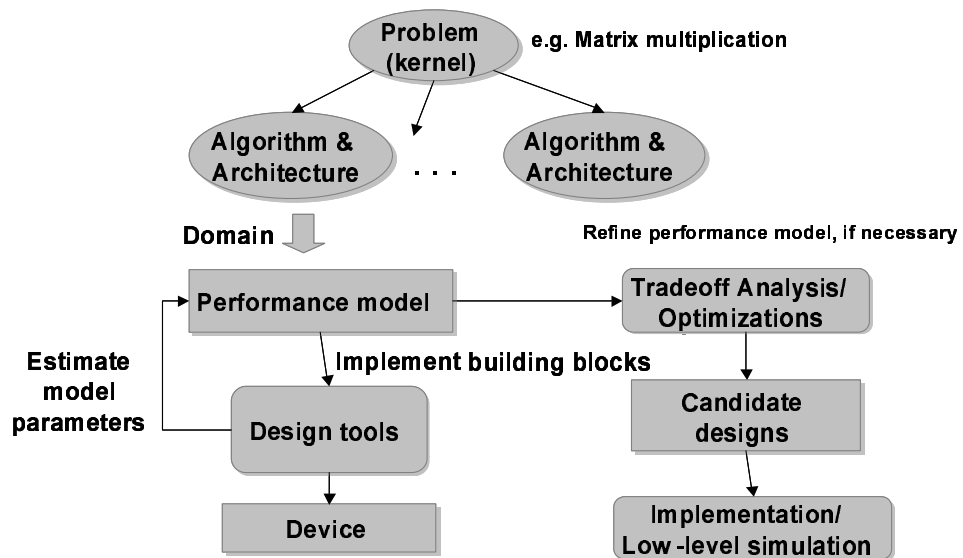 Problem
(kernel)
e.g. Matrix multiplication
Algorithm &
Architecture
. . .
Algorithm &
Architecture
Domain
Refine performance model, if necessary
Performance model
Tradeoff Analysis/
Optimizations
Implement building blocks
Estimate
model
parameters
Design tools
Candidate
designs
Device
Implementation/
Low -level simulation